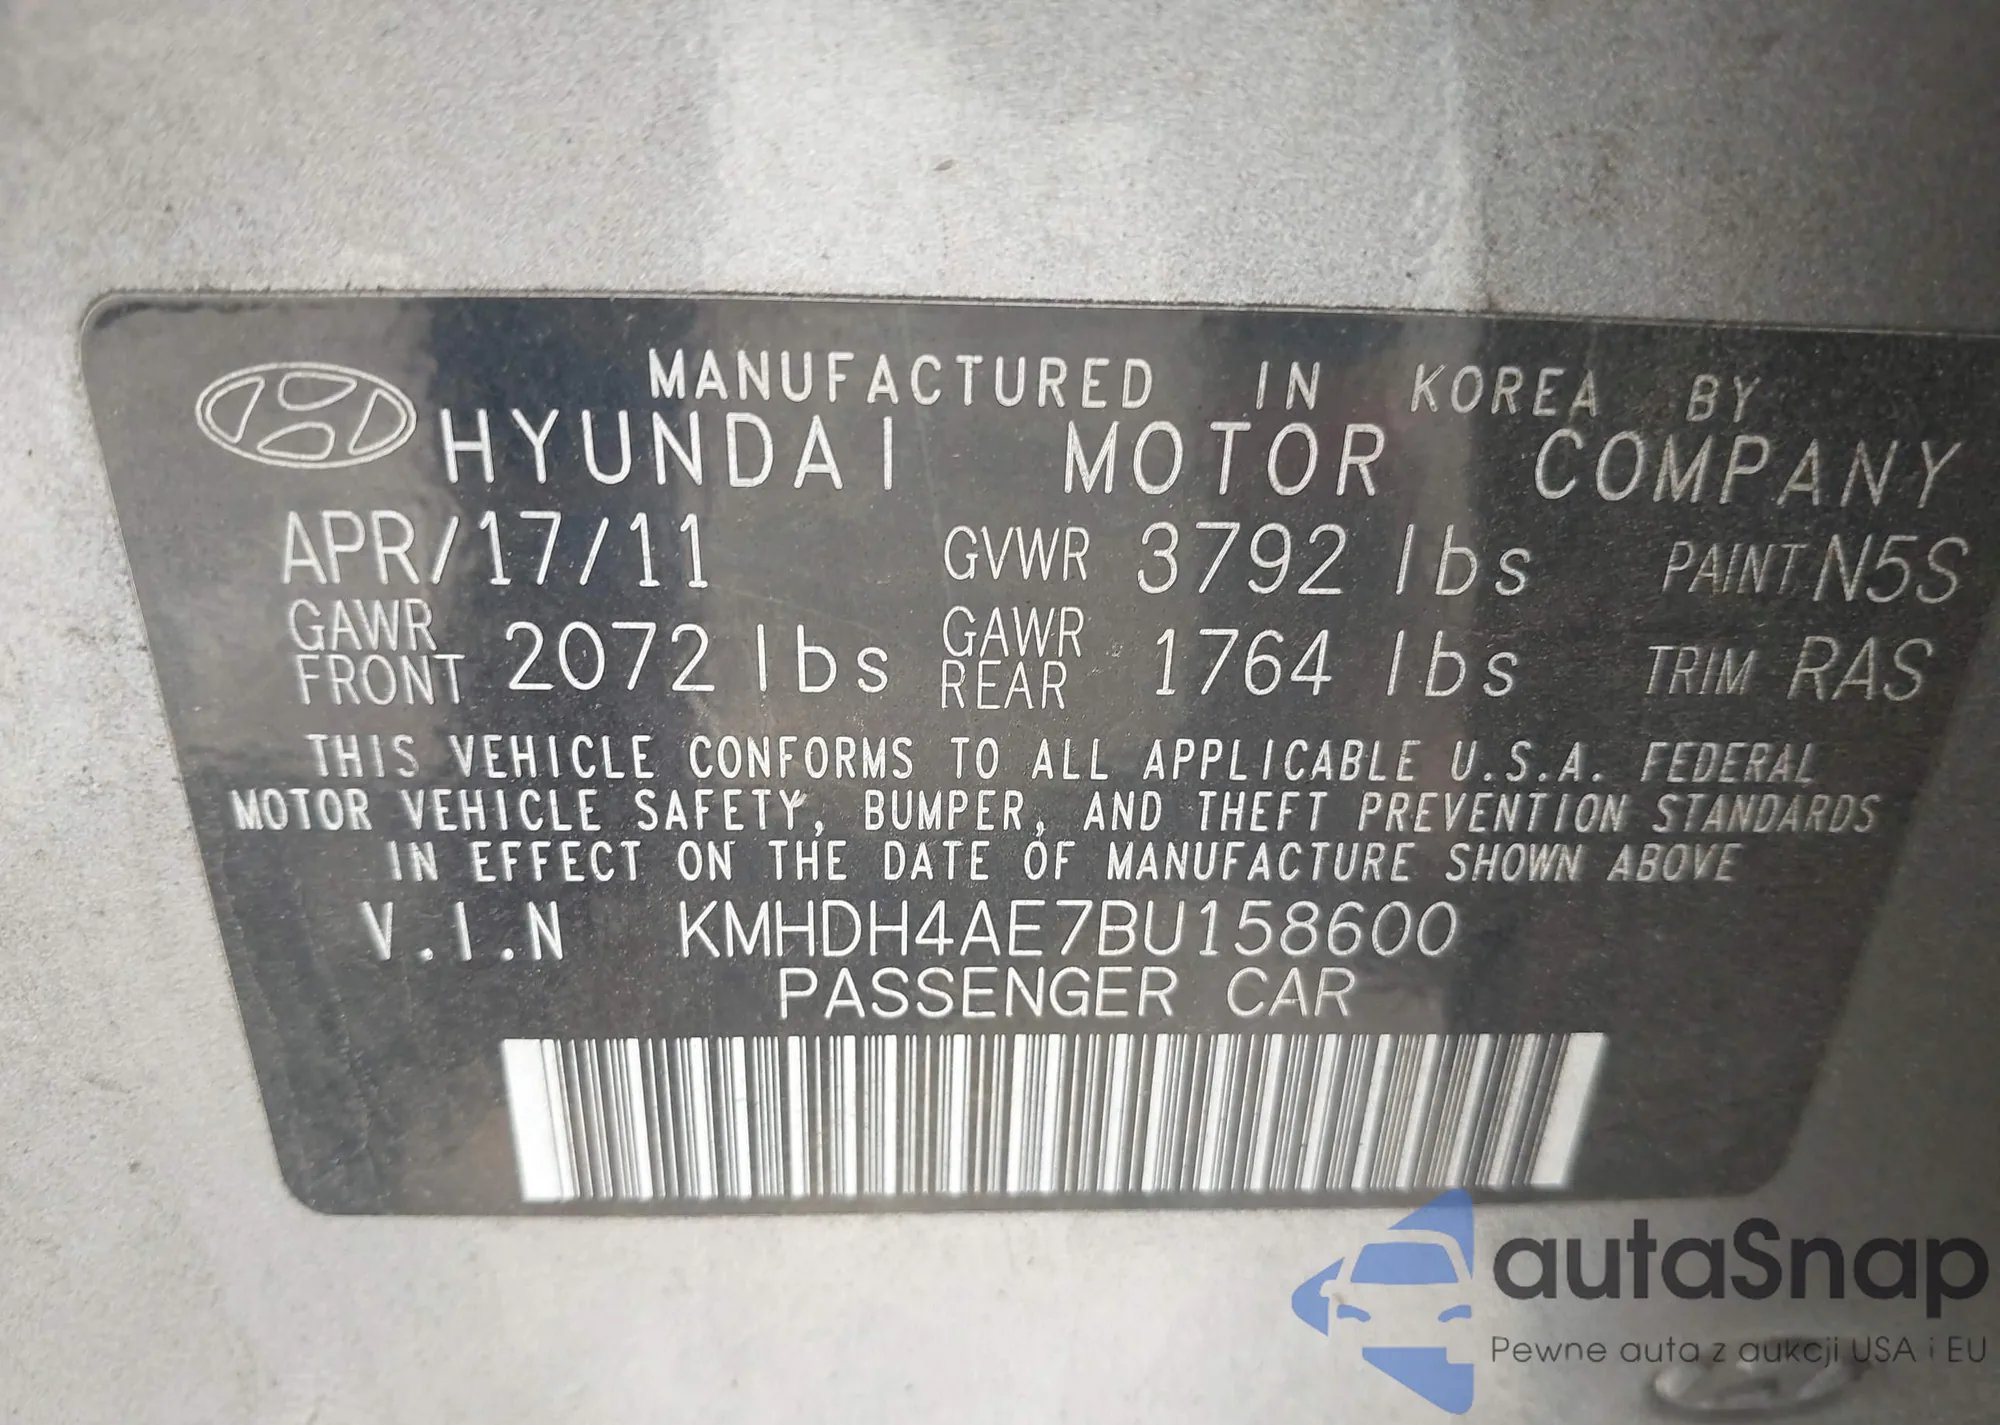 MANUFACTURED IN KOREA BY
HYUNDAI MOTOR COMPANY
APR/17/11 GVWR 3792 lbs PAINT N5S
GAWR FRONT 2072 lbs GAWR REAR 1764 lbs TRIM RAS
THIS VEHICLE CONFORMS TO ALL APPLICABLE U.S.A. FEDERAL
MOTOR VEHICLE SAFETY, BUMPER, AND THEFT PREVENTION STANDARDS
IN EFFECT ON THE DATE OF MANUFACTURE SHOWN ABOVE
V.I.N KMHDH4AE7BU158600
PASSENGER CAR
autaSnap
Pewne auta z aukcji USA i EU